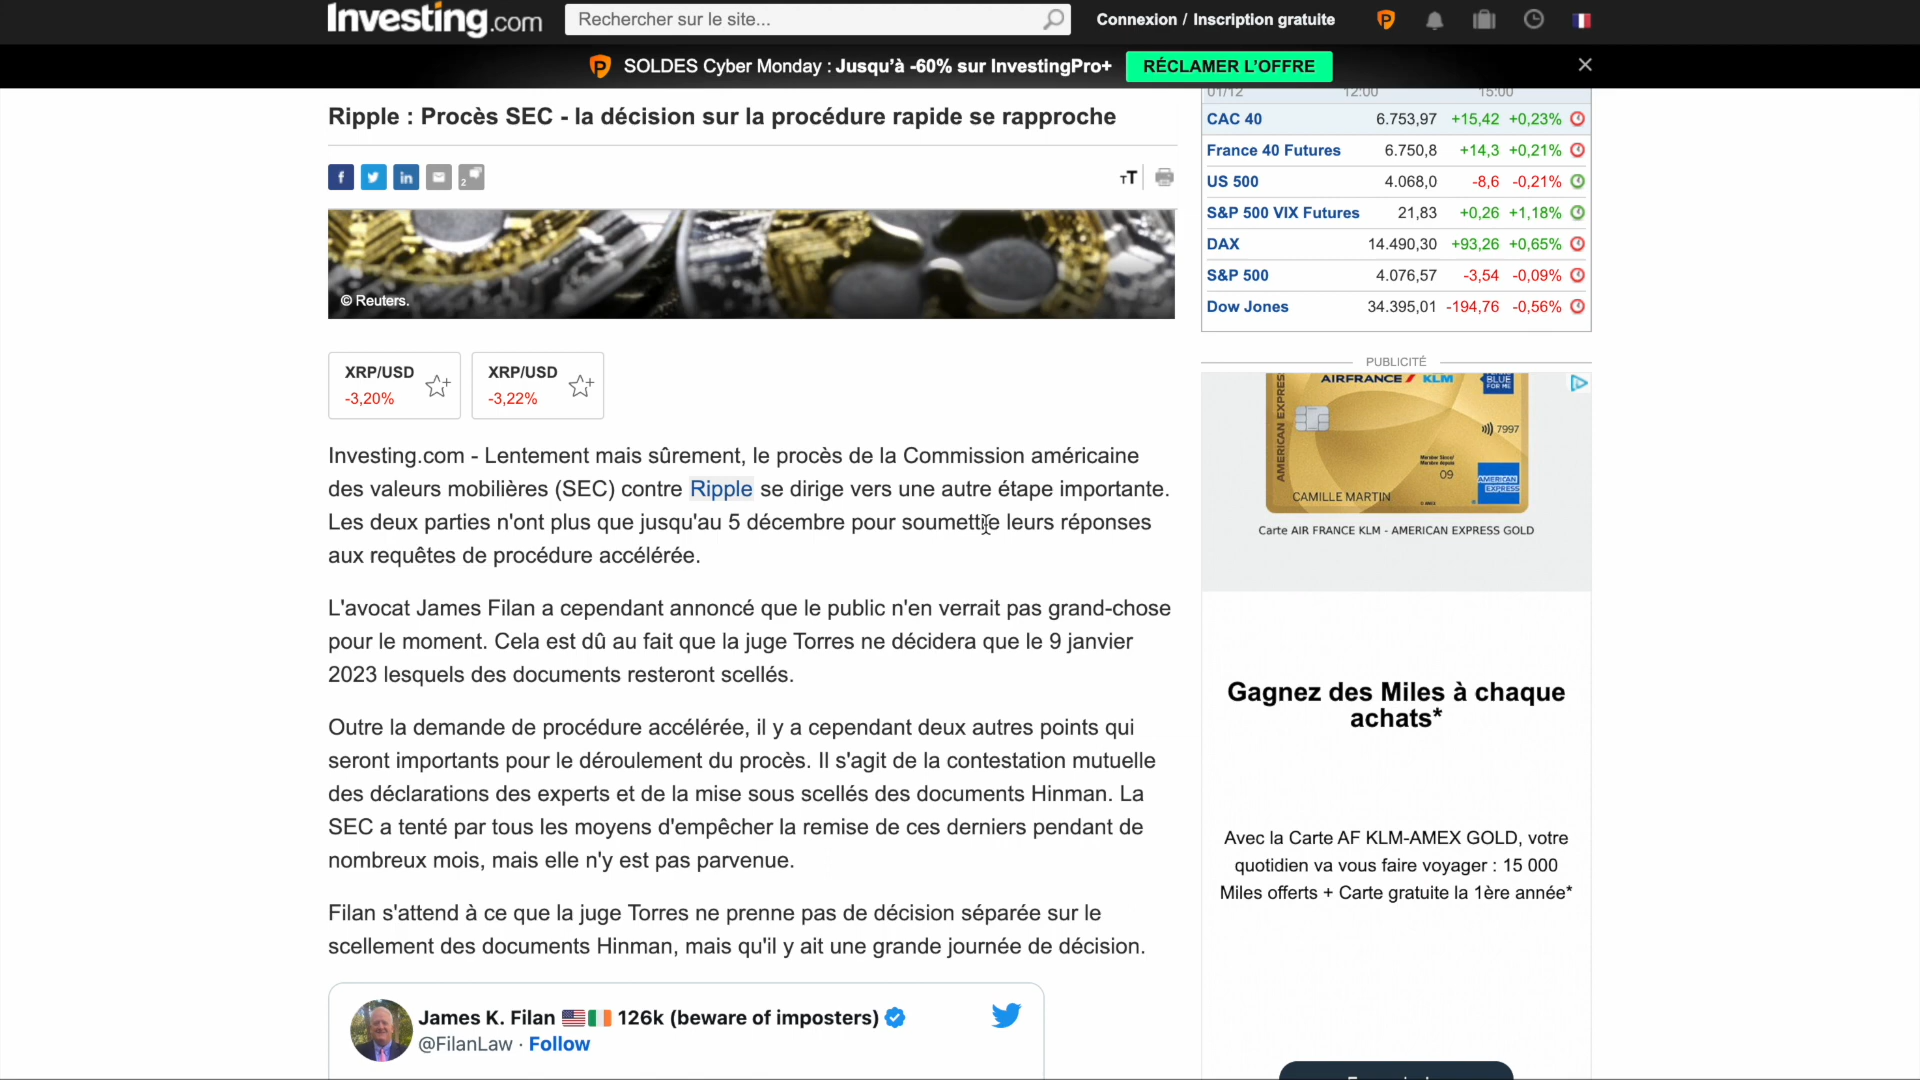 Investing.com
Rechercher sur le site...
Connexion / Inscription gratuite
SOLDES Cyber Monday : Jusqu'à -60% sur InvestingPro+
RÉCLAMER L'OFFRE
Ripple : Procès SEC - la décision sur la procédure rapide se rapproche
2
TT
© Reuters.
XRP/USD
-3,20%
XRP/USD
-3,22%
Investing.com - Lentement mais sûrement, le procès de la Commission américaine
des valeurs mobilières (SEC) contre Ripple se dirige vers une autre étape importante.
Les deux parties n'ont plus que jusqu'au 5 décembre pour soumettre leurs réponses
aux requêtes de procédure accélérée.
L'avocat James Filan a cependant annoncé que le public n'en verrait pas grand-chose
pour le moment. Cela est dû au fait que la juge Torres ne décidera que le 9 janvier
2023 lesquels des documents resteront scellés.
Outre la demande de procédure accélérée, il y a cependant deux autres points qui
seront importants pour le déroulement du procès. Il s'agit de la contestation mutuelle
des déclarations des experts et de la mise sous scellés des documents Hinman. La
SEC a tenté par tous les moyens d'empêcher la remise de ces derniers pendant de
nombreux mois, mais elle n'y est pas parvenue.
Filan s'attend à ce que la juge Torres ne prenne pas de décision séparée sur le
scellement des documents Hinman, mais qu'il y ait une grande journée de décision.
James K. Filan 🇺🇸🇮🇪 126k (beware of imposters)
@FilanLaw · Follow
01/12 12:00 15:00
CAC 40 6.753,97 +15,42 +0,23%
France 40 Futures 6.750,8 +14,3 +0,21%
US 500 4.068,0 -8,6 -0,21%
S&P 500 VIX Futures 21,83 +0,26 +1,18%
DAX 14.490,30 +93,26 +0,65%
S&P 500 4.076,57 -3,54 -0,09%
Dow Jones 34.395,01 -194,76 -0,56%
PUBLICITÉ
AIRFRANCE KLM
BLUE
FOR ME
AMERICAN EXPRESS
7997
09
CAMILLE MARTIN
AMERICAN
EXPRESS
Carte AIR FRANCE KLM - AMERICAN EXPRESS GOLD
Gagnez des Miles à chaque
achats*
Avec la Carte AF KLM-AMEX GOLD, votre
quotidien va vous faire voyager : 15 000
Miles offerts + Carte gratuite la 1ère année*